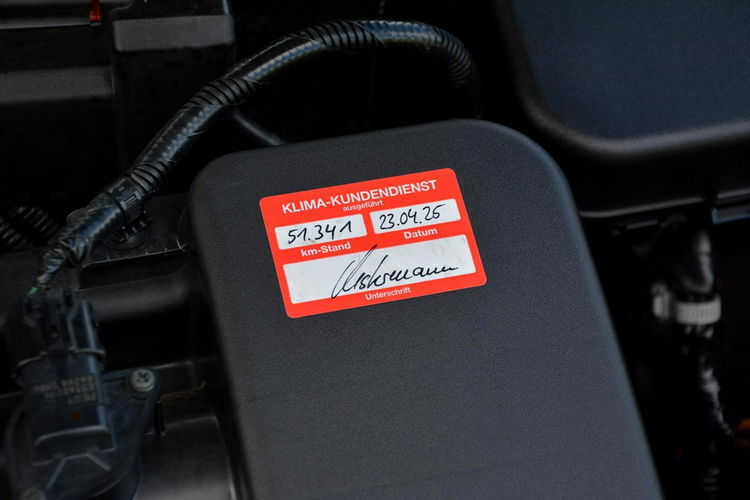 KLIMA-KUNDENDIENST
ausgeführt
51.341 23.04.25
km-Stand Datum
Unterschrift